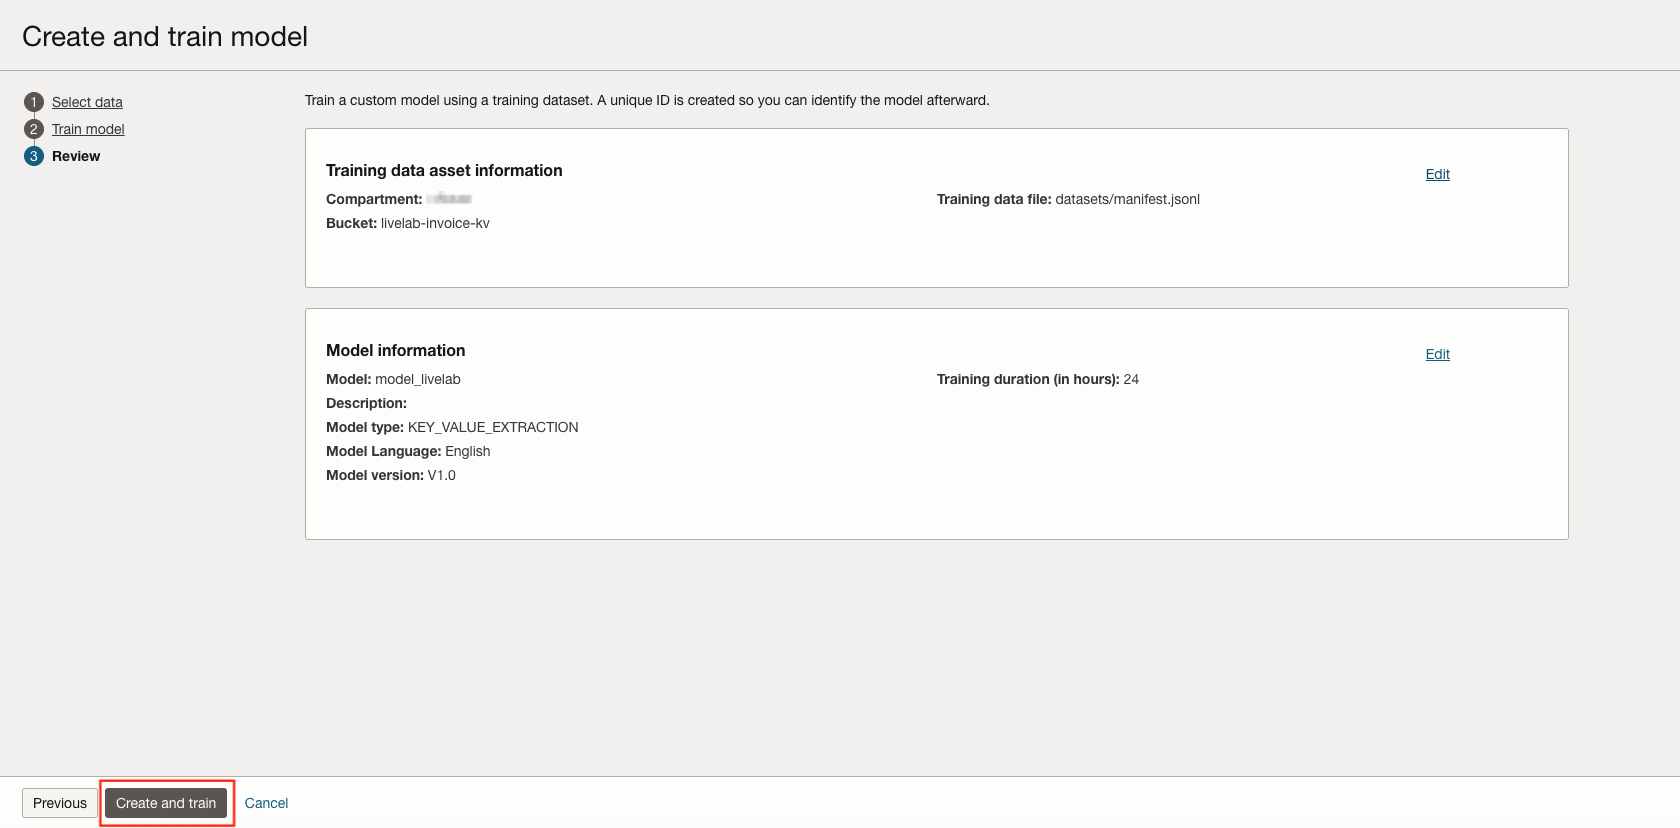 Create and train model
1 Select data
2 Train model
3 Review
Train a custom model using a training dataset. A unique ID is created so you can identify the model afterward.
Training data asset information
Edit
Compartment:
Training data file: datasets/manifest.jsonl
Bucket: livelab-invoice-kv
Model information
Edit
Model: model_livelab
Training duration (in hours): 24
Description:
Model type: KEY_VALUE_EXTRACTION
Model Language: English
Model version: V1.0
Previous Create and train Cancel